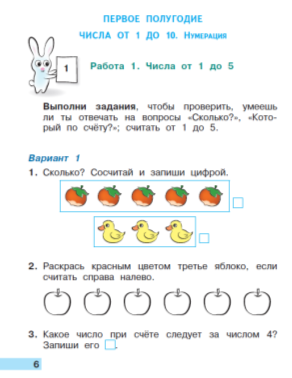 ПЕРВОЕ ПОЛУГОДИЕ
ЧИСЛА ОТ 1 ДО 10. Нумерация
1
Работа 1. Числа от 1 до 5
Выполни задания, чтобы проверить, умеешь
ли ты отвечать на вопросы «Сколько?», «Кото-
рый по счёту?»; считать от 1 до 5.
Вариант 1
1. Сколько? Сосчитай и запиши цифрой.
2. Раскрась красным цветом третье яблоко, если
считать справа налево.
3. Какое число при счёте следует за числом 4?
Запиши его .
6